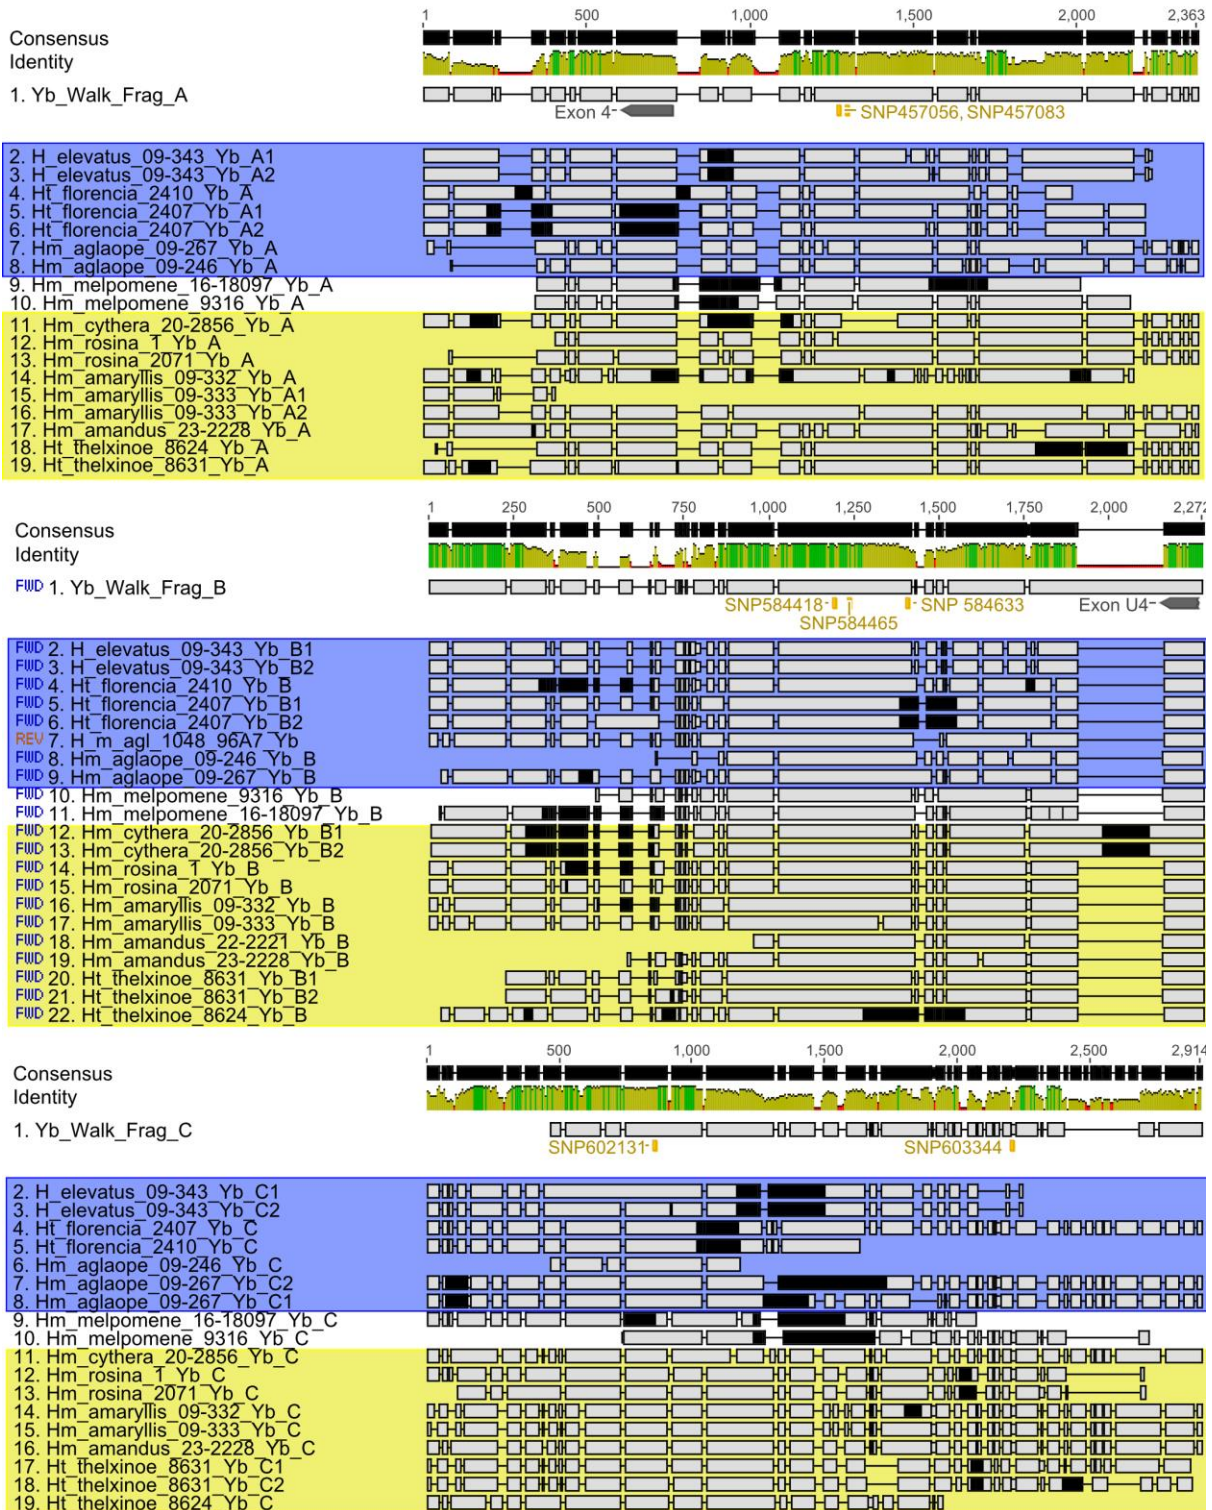 1 500 1,000 1,500 2,000 2,363
Consensus
Identity
1. Yb_Walk_Frag_A
Exon 4 SNP457056, SNP457083
2. H_elevatus_09-343_Yb_A1
3. H_elevatus_09-343_Yb_A2
4. Ht_florencia_2410_Yb_A
5. Ht_florencia_2407_Yb_A1
6. Ht_florencia_2407_Yb_A2
7. Hm_aglaope_09-267_Yb_A
8. Hm_aglaope_09-246_Yb_A
9. Hm_melpomene_16-18097_Yb_A
10. Hm_melpomene_9316_Yb_A
11. Hm_cythera_20-2856_Yb_A
12. Hm_rosina_1_Yb_A
13. Hm_rosina_2071_Yb_A
14. Hm_amaryllis_09-332_Yb_A
15. Hm_amaryllis_09-333_Yb_A1
16. Hm_amaryllis_09-333_Yb_A2
17. Hm_amandus_23-2228_Yb_A
18. Ht_thelxinoe_8624_Yb_A
19. Ht_thelxinoe_8631_Yb_A
1 250 500 750 1,000 1,250 1,500 1,750 2,000 2,272
Consensus
Identity
FWD 1. Yb_Walk_Frag_B
SNP584418 SNP 584633 Exon U4
SNP584465
FWD 2. H_elevatus_09-343_Yb_B1
FWD 3. H_elevatus_09-343_Yb_B2
FWD 4. Ht_florencia_2410_Yb_B
FWD 5. Ht_florencia_2407_Yb_B1
FWD 6. Ht_florencia_2407_Yb_B2
REV 7. H_m_agl_1048_96A7_Yb
FWD 8. Hm_aglaope_09-246_Yb_B
FWD 9. Hm_aglaope_09-267_Yb_B
FWD 10. Hm_melpomene_9316_Yb_B
FWD 11. Hm_melpomene_16-18097_Yb_B
FWD 12. Hm_cythera_20-2856_Yb_B1
FWD 13. Hm_cythera_20-2856_Yb_B2
FWD 14. Hm_rosina_1_Yb_B
FWD 15. Hm_rosina_2071_Yb_B
FWD 16. Hm_amaryllis_09-332_Yb_B
FWD 17. Hm_amaryllis_09-333_Yb_B
FWD 18. Hm_amandus_22-2221_Yb_B
FWD 19. Hm_amandus_23-2228_Yb_B
FWD 20. Ht_thelxinoe_8631_Yb_B1
FWD 21. Ht_thelxinoe_8631_Yb_B2
FWD 22. Ht_thelxinoe_8624_Yb_B
1 500 1,000 1,500 2,000 2,500 2,914
Consensus
Identity
1. Yb_Walk_Frag_C
SNP602131 SNP603344
2. H_elevatus_09-343_Yb_C1
3. H_elevatus_09-343_Yb_C2
4. Ht_florencia_2407_Yb_C
5. Ht_florencia_2410_Yb_C
6. Hm_aglaope_09-246_Yb_C
7. Hm_aglaope_09-267_Yb_C2
8. Hm_aglaope_09-267_Yb_C1
9. Hm_melpomene_16-18097_Yb_C
10. Hm_melpomene_9316_Yb_C
11. Hm_cythera_20-2856_Yb_C
12. Hm_rosina_1_Yb_C
13. Hm_rosina_2071_Yb_C
14. Hm_amaryllis_09-332_Yb_C
15. Hm_amaryllis_09-333_Yb_C
16. Hm_amandus_23-2228_Yb_C
17. Ht_thelxinoe_8631_Yb_C1
18. Ht_thelxinoe_8631_Yb_C2
19. Ht_thelxinoe_8624_Yb_C